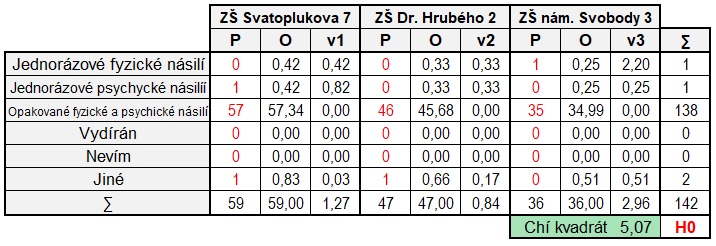 ZŠ Svatoplukova 7 ZŠ Dr. Hrubého 2 ZŠ nám. Svobody 3
P O v1 P O v2 P O v3 ∑
Jednorázové fyzické násilí 0 0,42 0,42 0 0,33 0,33 1 0,25 2,20 1
Jednorázové psychycké násilíí 1 0,42 0,82 0 0,33 0,33 0 0,25 0,25 1
Opakované fyzické a psychické násilí 57 57,34 0,00 46 45,68 0,00 35 34,99 0,00 138
Vydírán 0 0,00 0,00 0 0,00 0,00 0 0,00 0,00 0
Nevím 0 0,00 0,00 0 0,00 0,00 0 0,00 0,00 0
Jiné 1 0,83 0,03 1 0,66 0,17 0 0,51 0,51 2
∑ 59 59,00 1,27 47 47,00 0,84 36 36,00 2,96 142
Chí kvadrát 5,07 H0